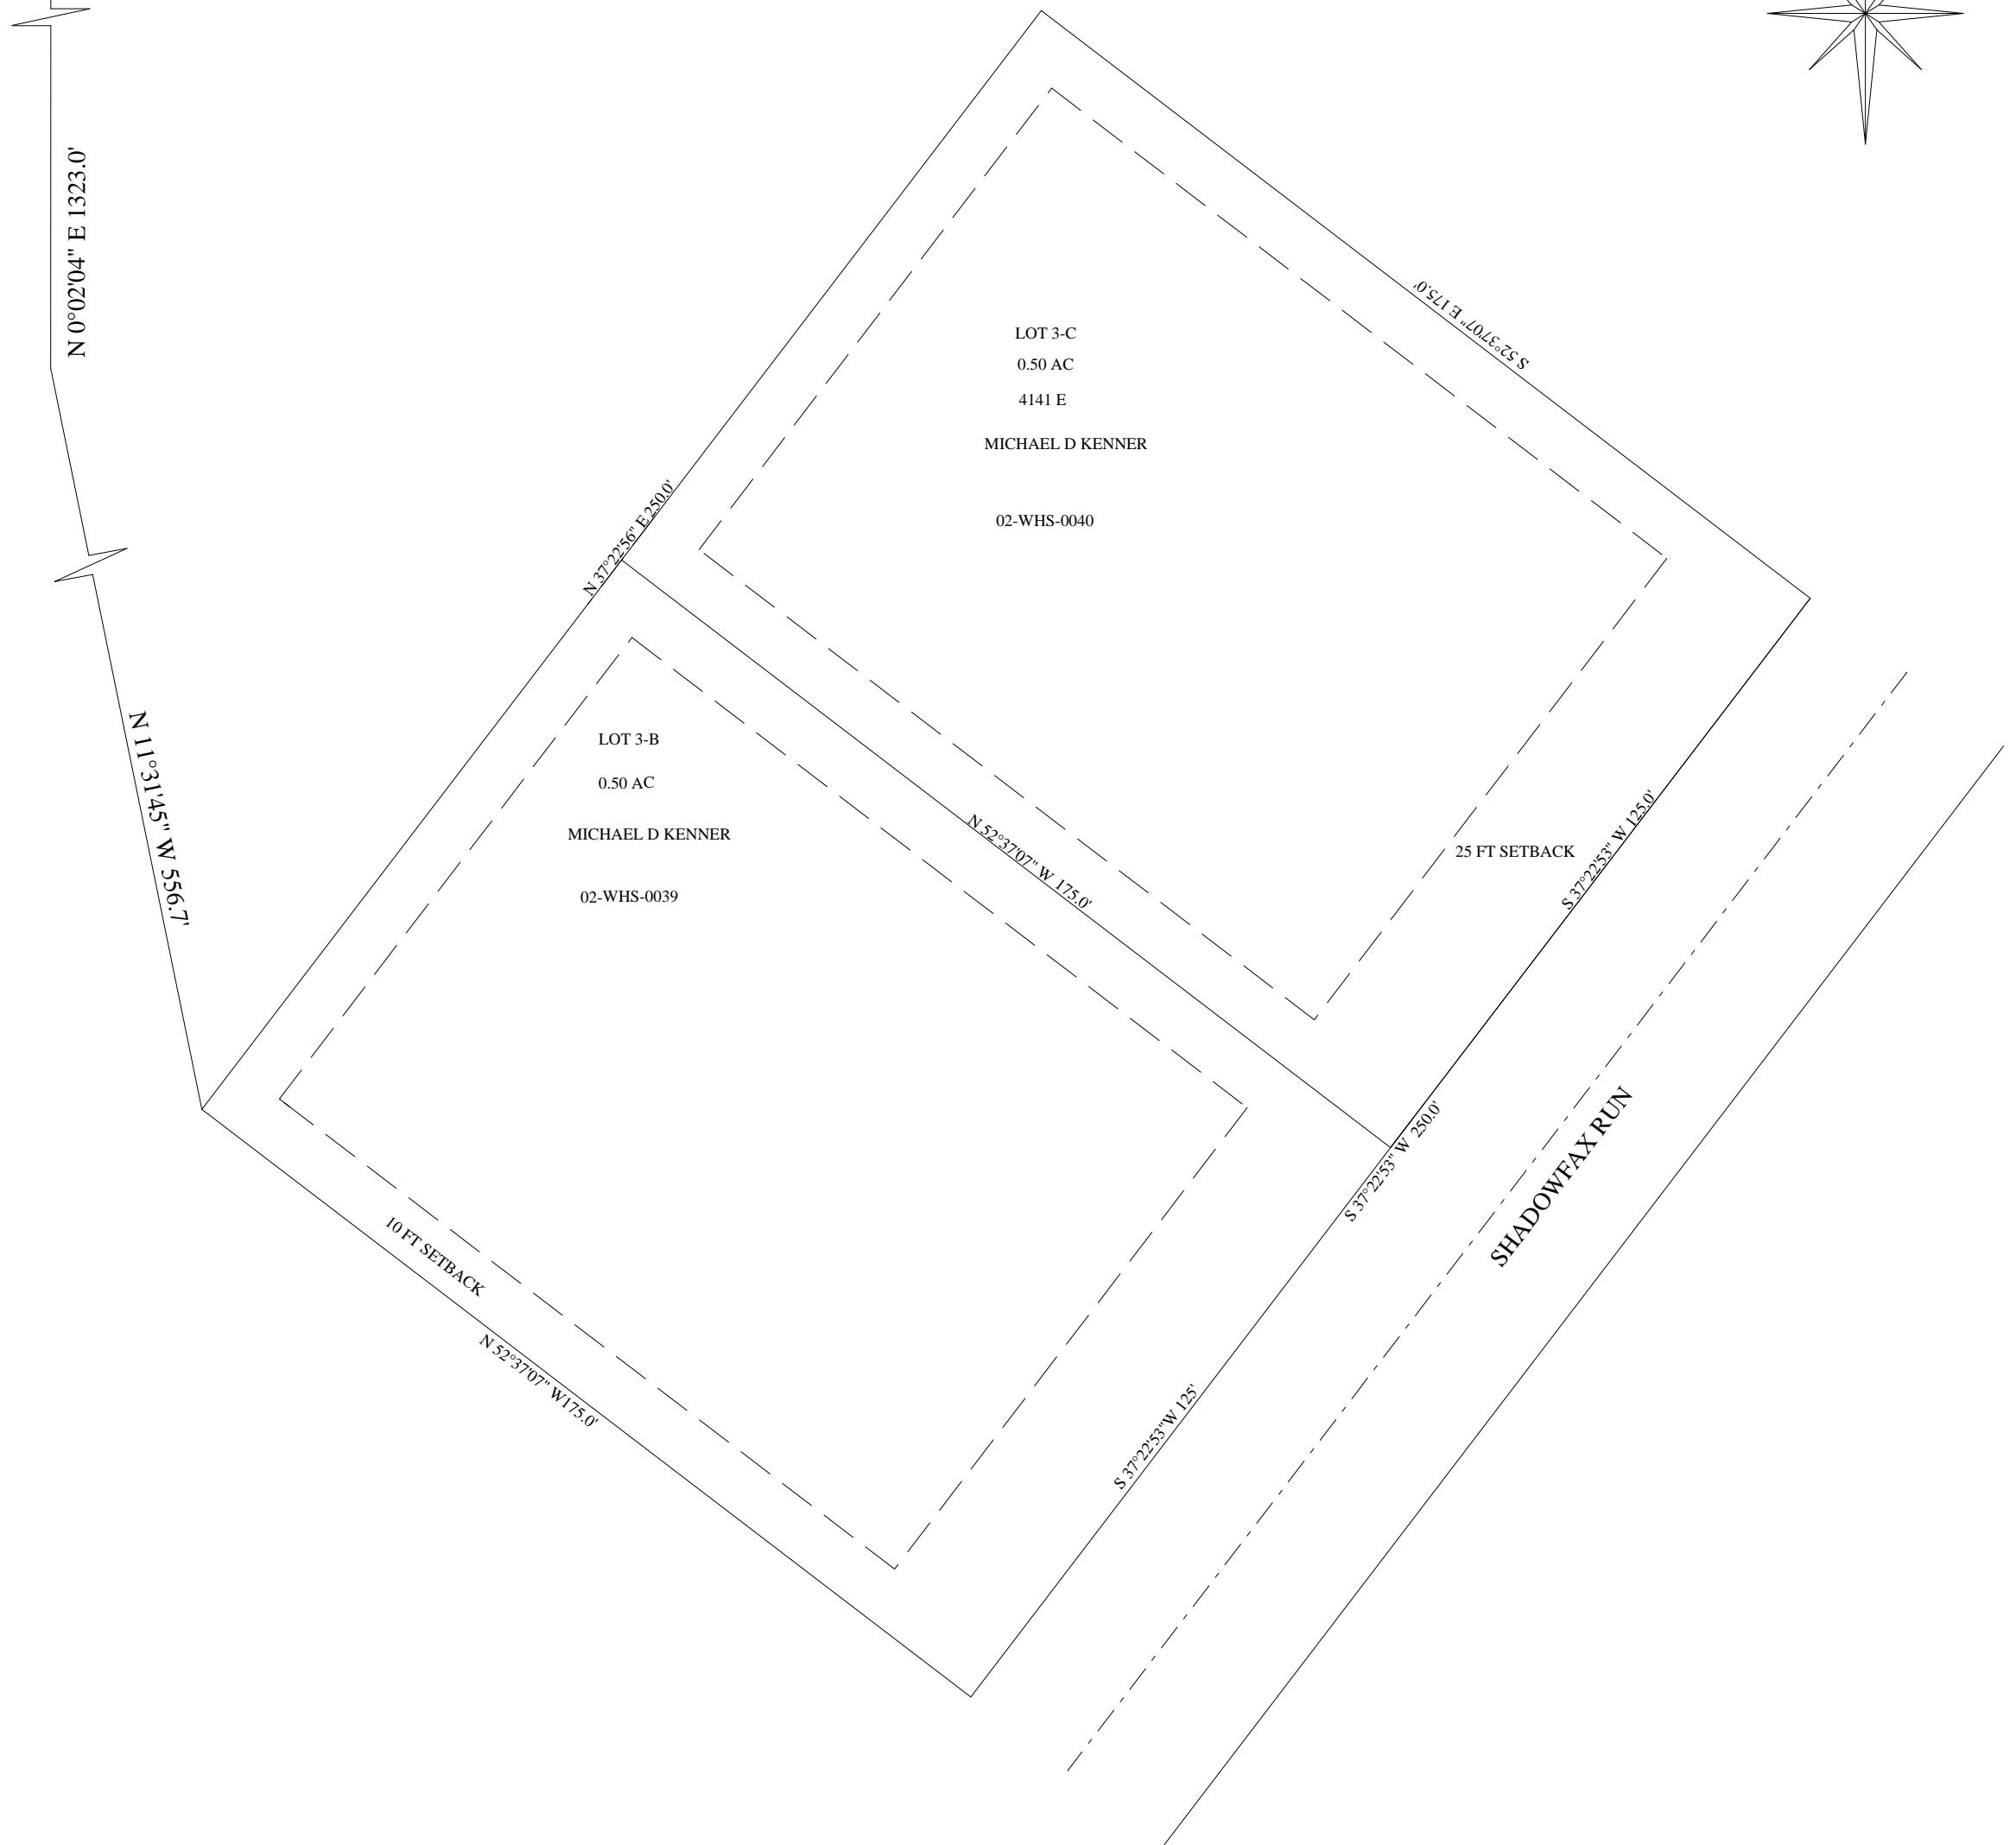 N 0°02'04" E 1323.0'
S 52°37'07" E 175.0'
LOT 3-C
0.50 AC
4141 E
MICHAEL D KENNER
02-WHS-0040
N 37°22'56" E 250.0'
N 11°31'45" W 556.7'
LOT 3-B
0.50 AC
MICHAEL D KENNER
02-WHS-0039
N 52°37'07" W 175.0'
25 FT SETBACK
S 37°22'53" W 125.0'
S 37°22'53" W 250.0'
SHADOWFAX RUN
10 FT SETBACK
N 52°37'07" W175.0'
S 37°22'53"W 125'